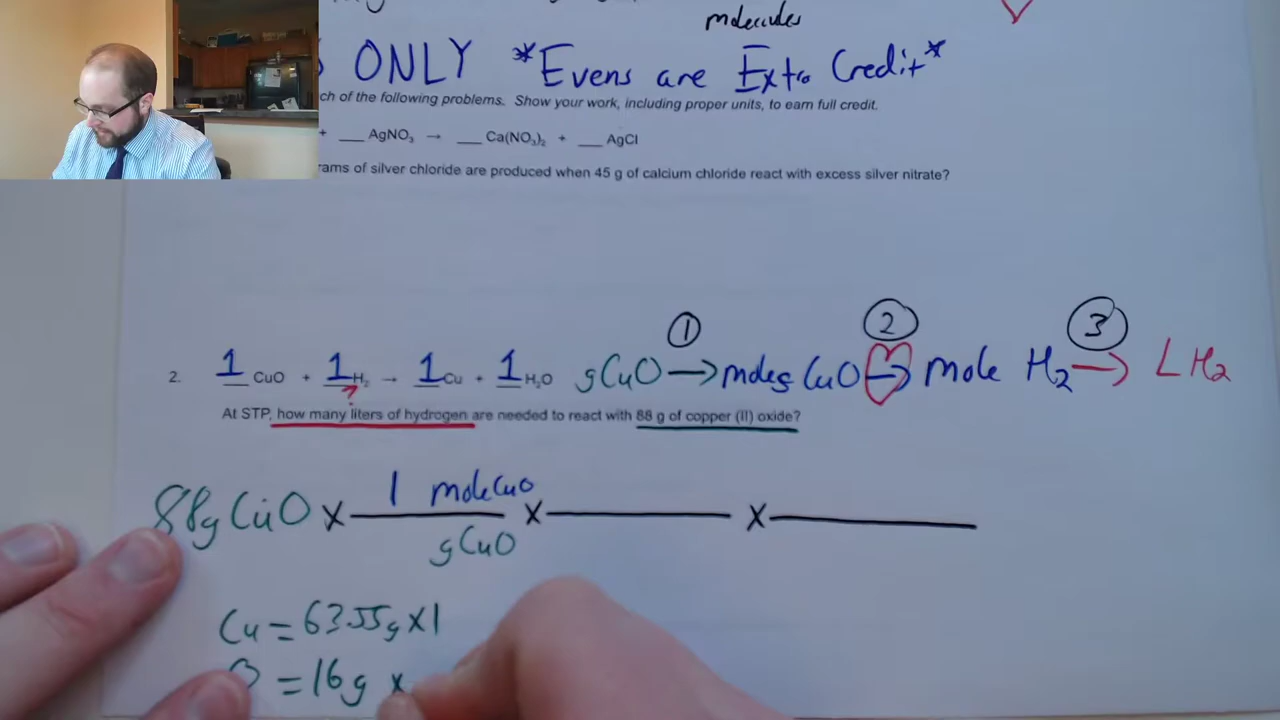 molecules
ONLY *Evens are Extra Credit*
ch of the following problems. Show your work, including proper units, to earn full credit.
+ ___ AgNO₃ → ___ Ca(NO₃)₂ + ___ AgCl
rams of silver chloride are produced when 45 g of calcium chloride react with excess silver nitrate?
① ② ③
2. 1 CuO + 1 H₂ → 1 Cu + 1 H₂O gCuO → moles CuO → mole H₂ → L H₂
At STP, how many liters of hydrogen are needed to react with 88 g of copper (II) oxide?
1 mole CuO
88g CuO x x x
gCuO
Cu = 63.55g x 1
= 16g x